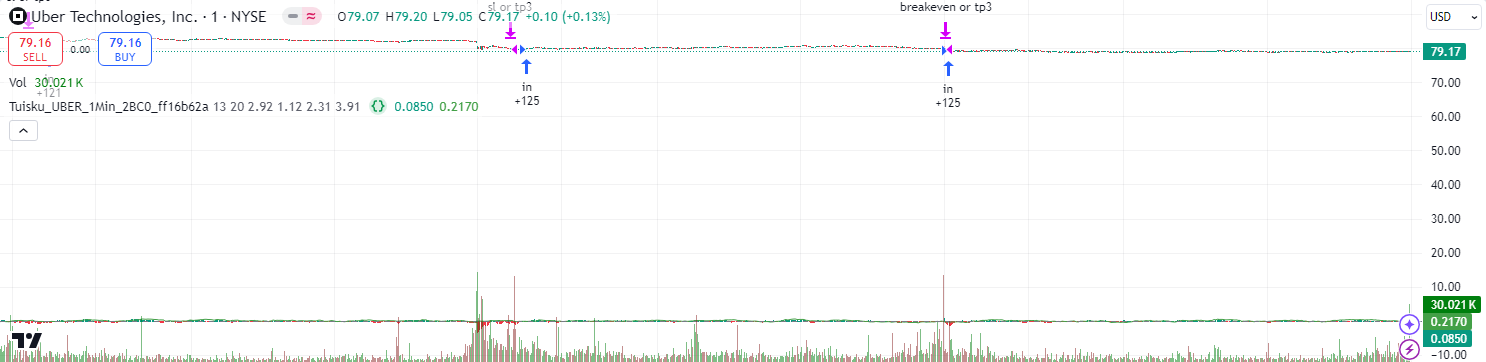 sl or tp3
breakeven or tp3
Uber Technologies, Inc. · 1 · NYSE
O79.07 H79.20 L79.05 C79.17 +0.10 (+0.13%)
USD
79.16
SELL
0.00
79.16
BUY
79.17
Vol 30.021 K
in
+121
in
+125
in
+125
Tuisku_UBER_1Min_2BC0_ff16b62a 13 20 2.92 1.12 2.31 3.91 {} 0.0850 0.2170
70.00
60.00
50.00
40.00
30.00
20.00
10.00
30.021 K
0.2170
0.0850
−10.00